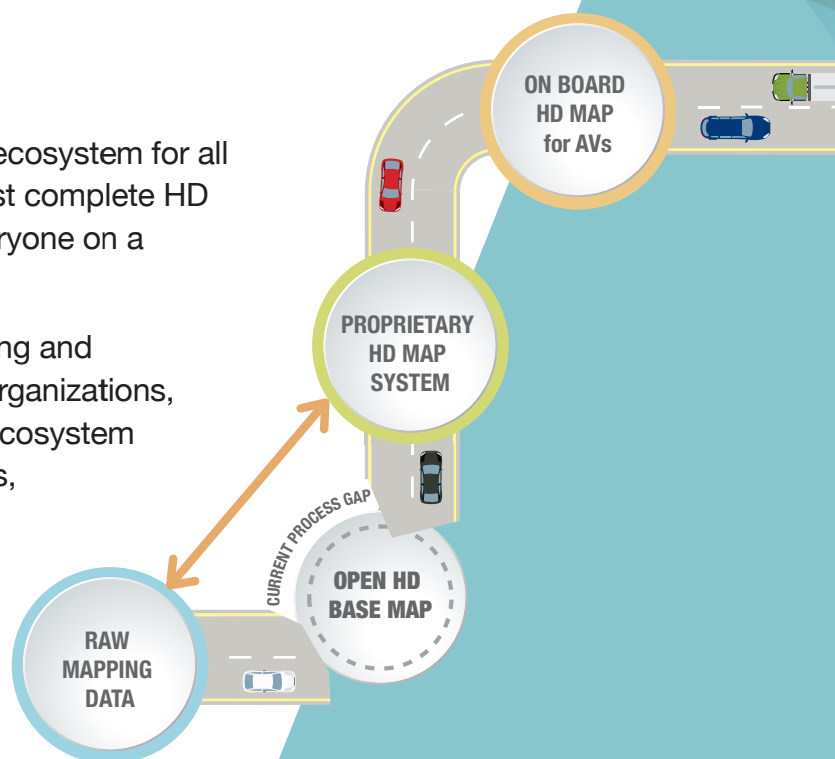 ecosystem for all
st complete HD
ryone on a
ng and
rganizations,
cosystem
s,
ON BOARD
HD MAP
for AVs
PROPRIETARY
HD MAP
SYSTEM
CURRENT PROCESS GAP
OPEN HD
BASE MAP
RAW
MAPPING
DATA